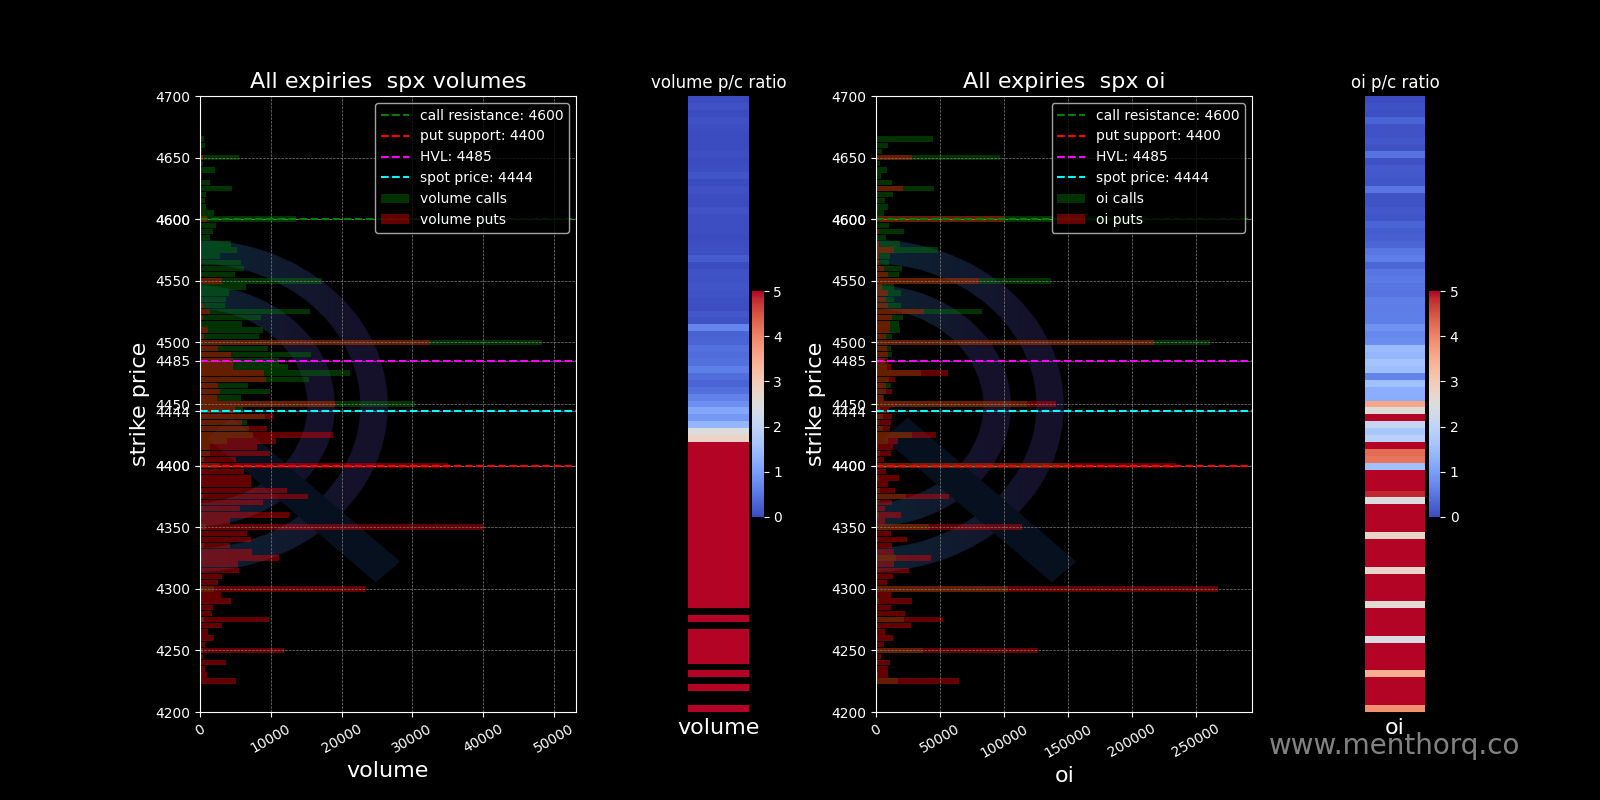 All expiries  spx volumes
volume p/c ratio
All expiries  spx oi
oi p/c ratio
call resistance: 4600
put support: 4400
HVL: 4485
spot price: 4444
volume calls
volume puts
call resistance: 4600
put support: 4400
HVL: 4485
spot price: 4444
oi calls
oi puts
strike price
4700
4650
4600
4550
4500
4485
4450
4444
4400
4350
4300
4250
4200
0
10000
20000
30000
40000
50000
volume
5
4
3
2
1
0
volume
strike price
4700
4650
4600
4550
4500
4485
4450
4444
4400
4350
4300
4250
4200
0
50000
100000
150000
200000
250000
oi
5
4
3
2
1
0
oi
www.menthorq.co